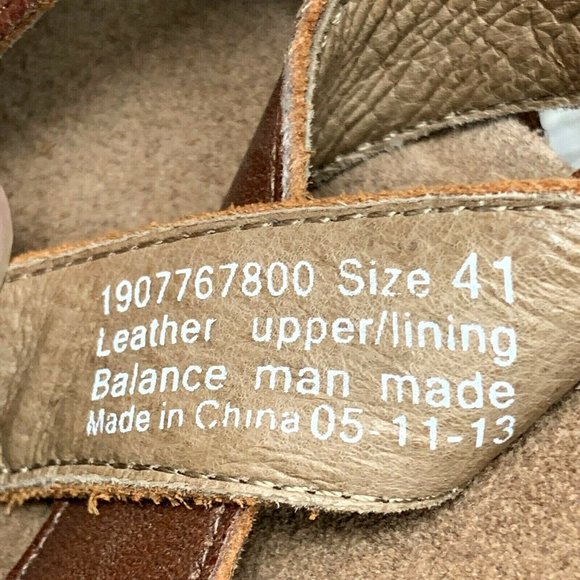 1907767800 Size 41
Leather upper/lining
Balance man made
Made in China 05-11-13